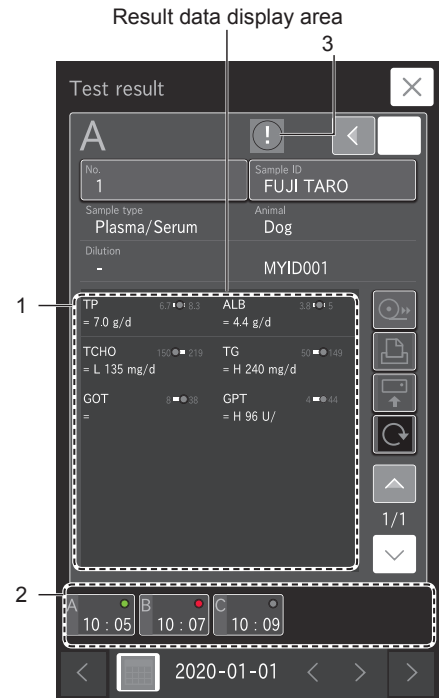 Result data display area
3
Test result
A
No.
1
Sample ID
FUJI TARO
Sample type
Plasma/Serum
Animal
Dog
Dilution
-
MYID001
1
TP 6.7 8.3
= 7.0 g/d
ALB 3.8 5
= 4.4 g/d
TCHO 150 219
= L 135 mg/d
TG 50 149
= H 240 mg/d
GOT 8 38
=
GPT 4 44
= H 96 U/
1/1
2
A
10 : 05
B
10 : 07
C
10 : 09
2020-01-01